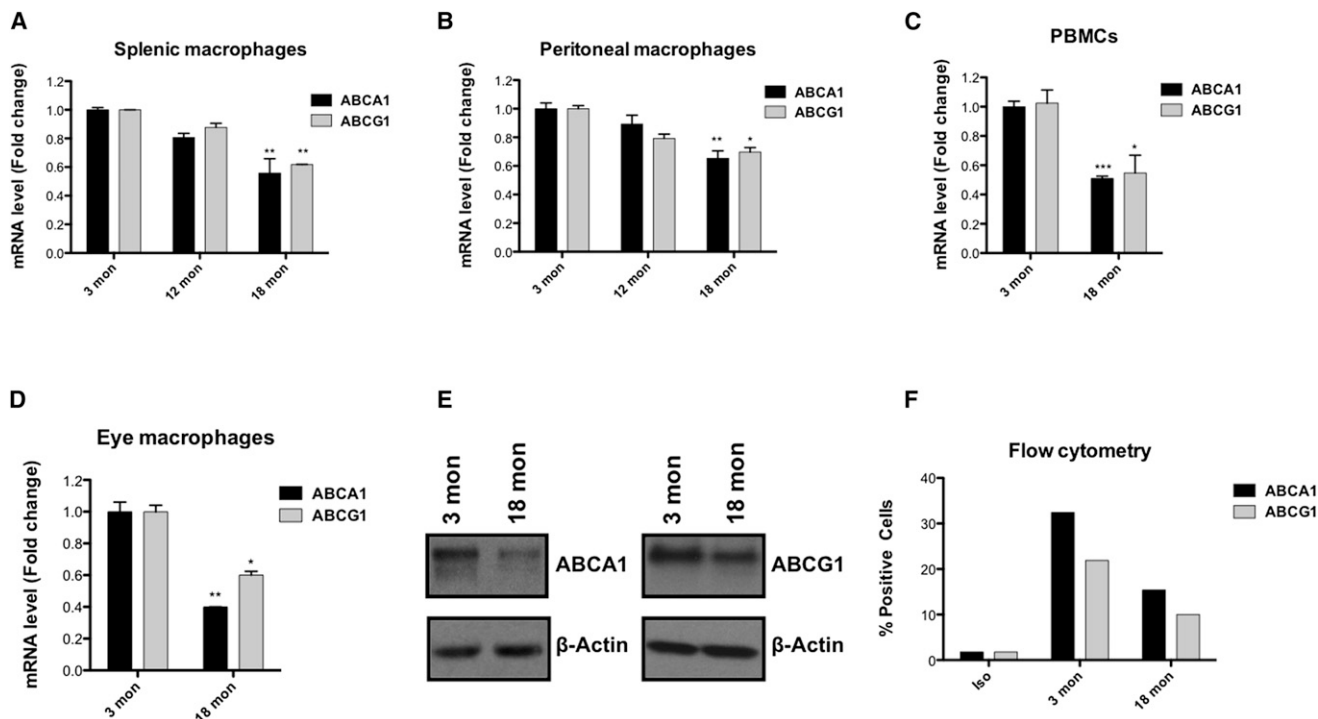 A
Splenic macrophages
mRNA level (Fold change)
1.2
1.0
0.8
0.6
0.4
0.2
0.0
** **
3 mon 12 mon 18 mon
ABCA1
ABCG1
B
Peritoneal macrophages
mRNA level (Fold change)
1.2
1.0
0.8
0.6
0.4
0.2
0.0
** *
3 mon 12 mon 18 mon
ABCA1
ABCG1
C
PBMCs
mRNA level (Fold change)
1.2
1.0
0.8
0.6
0.4
0.2
0.0
*** *
3 mon 18 mon
ABCA1
ABCG1
D
Eye macrophages
mRNA level (Fold change)
1.2
1.0
0.8
0.6
0.4
0.2
0.0
** *
3 mon 18 mon
ABCA1
ABCG1
E
3 mon 18 mon
ABCA1
β-Actin
3 mon 18 mon
ABCG1
β-Actin
F
Flow cytometry
% Positive Cells
40
30
20
10
0
Iso 3 mon 18 mon
ABCA1
ABCG1